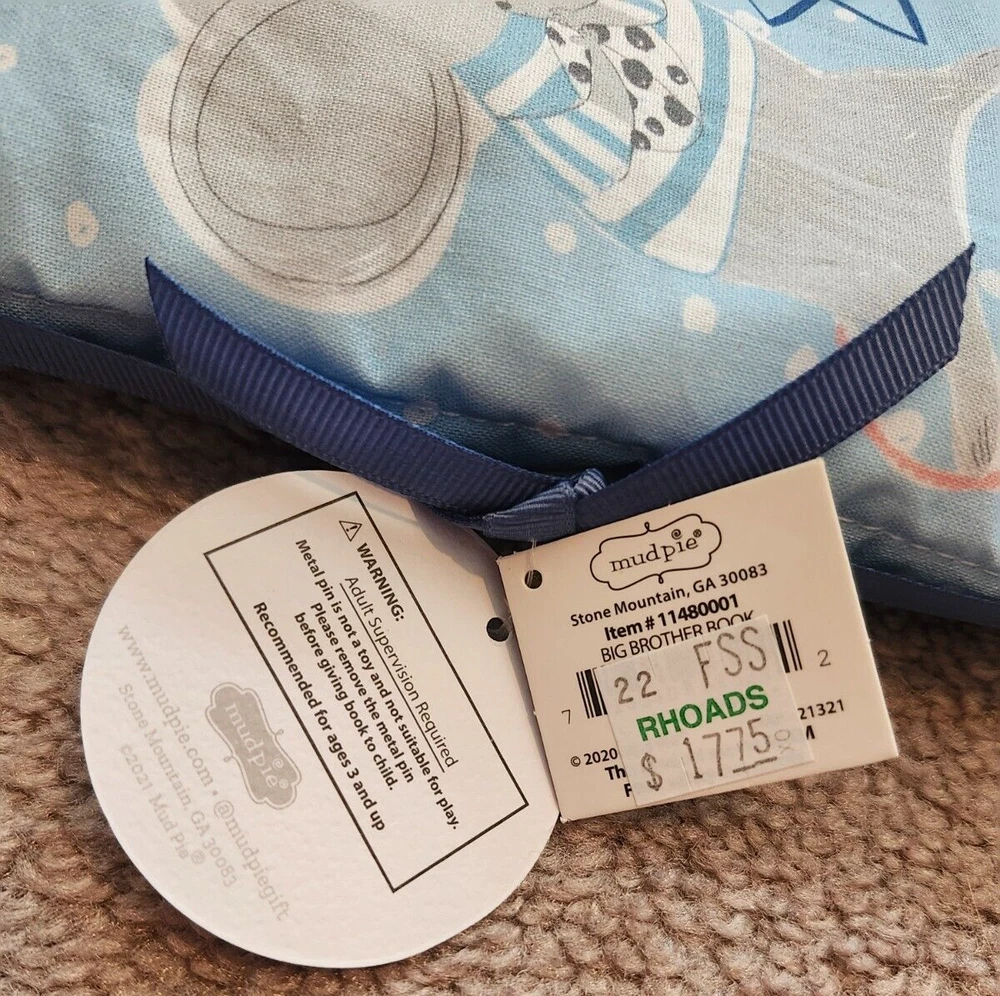 ⚠ WARNING:
Adult Supervision Required
Metal pin is not a toy and not suitable for play.
Please remove the metal pin
before giving book to child.
Recommended for ages 3 and up
mudpie®
www.mudpie.com • @mudpiegift
Stone Mountain, GA 30083
©2021 Mud Pie®
mudpie®
Stone Mountain, GA 30083
Item # 11480001
BIG BROTHER BOOK
22 FSS
RHOADS
$ 1775
7 21321 2
© 2020